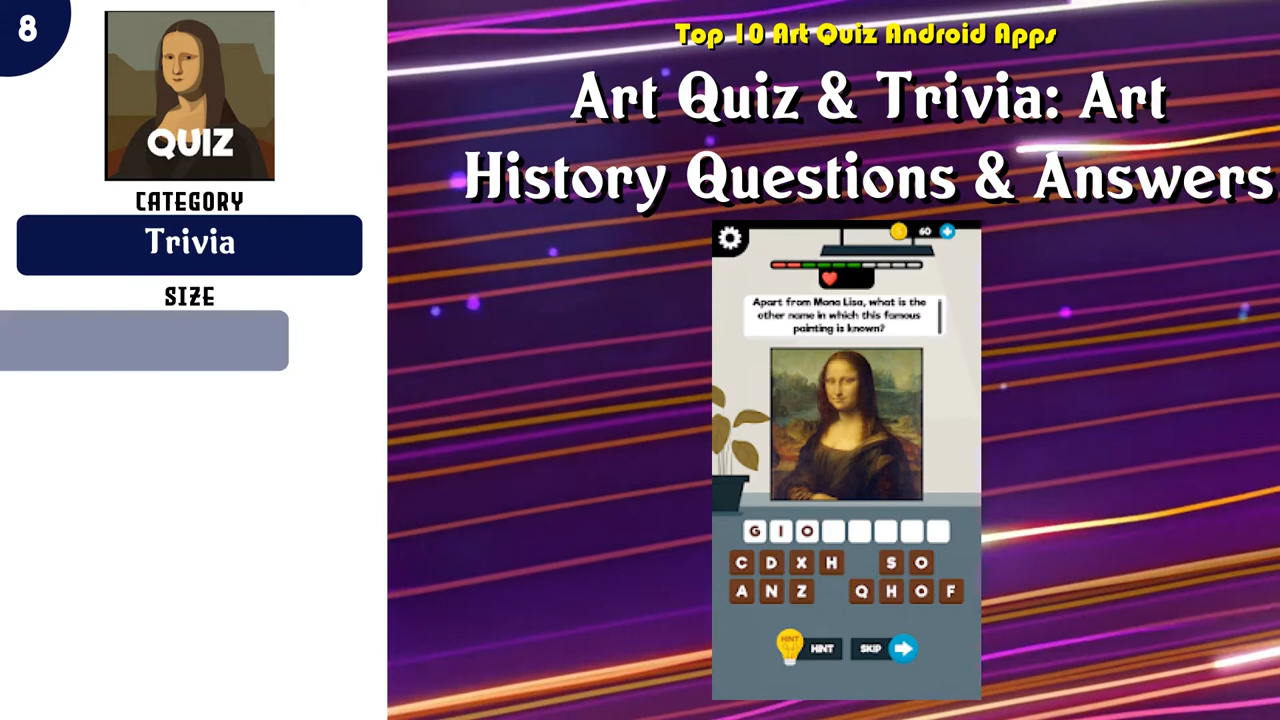 8
QUIZ
CATEGORY
Trivia
SIZE
Top 10 Art Quiz Android Apps
Art Quiz & Trivia: Art
History Questions & Answers
60
Apart from Mona Lisa, what is the
other name in which this famous
painting is known?
G I O
C D X H S O
A N Z Q H O F
HINT HINT SKIP